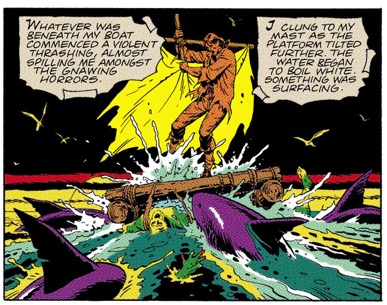 WHATEVER WAS
BENEATH MY BOAT
COMMENCED A VIOLENT
THRASHING, ALMOST
SPILLING ME AMONGST
THE GNAWING
HORRORS.
I CLUNG TO MY
MAST AS THE
PLATFORM TILTED
FURTHER. THE
WATER BEGAN
TO BOIL WHITE.
SOMETHING WAS
SURFACING.